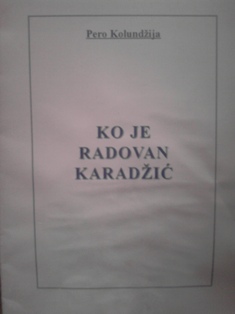 Pero Kolundžija
KO JE
RADOVAN
KARADŽIĆ